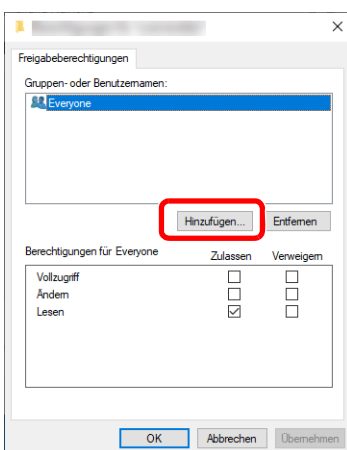 Freigabeberechtigungen
Gruppen- oder Benutzernamen:
Everyone
Hinzufügen... Entfernen
Berechtigungen für Everyone Zulassen Verweigern
Vollzugriff
Ändern
Lesen
OK Abbrechen Übernehmen